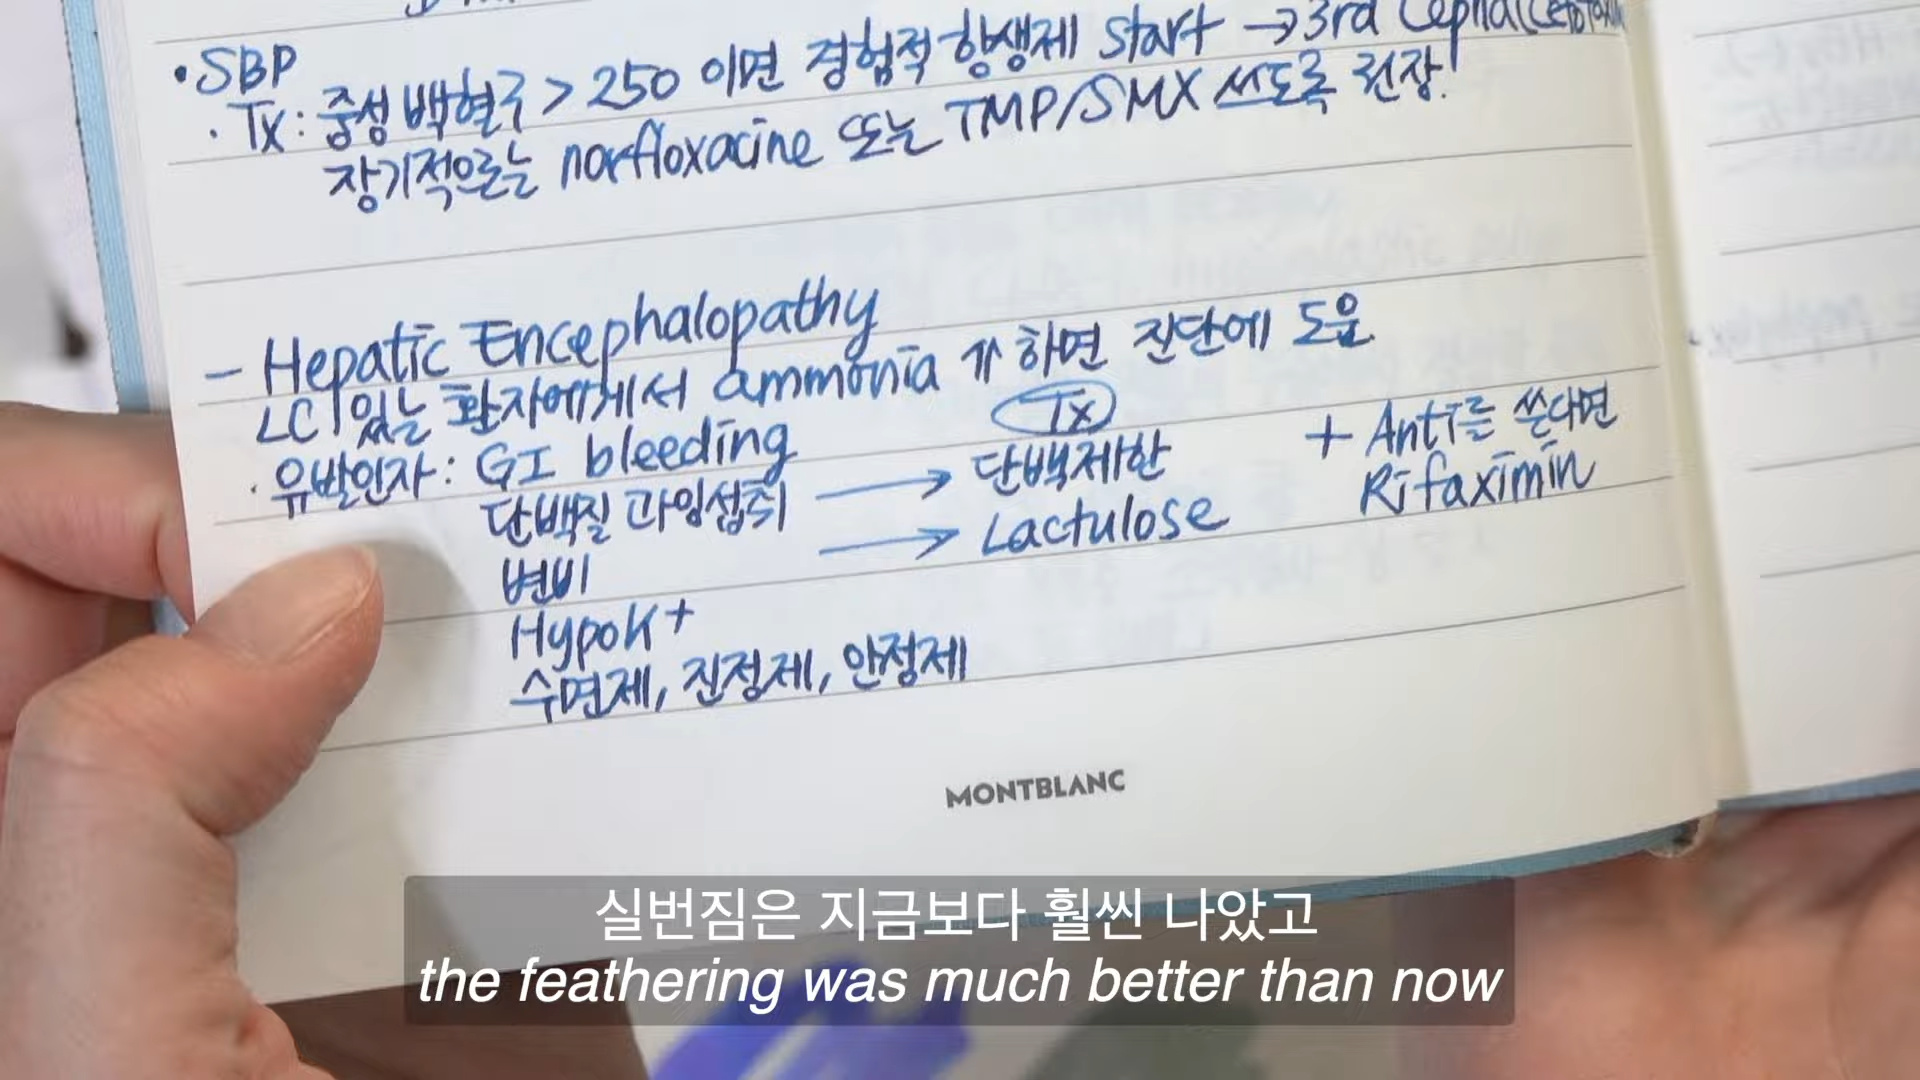 • SBP
· Tx : 중성백혈구 > 250 이면 경험적 항생제 start → 3rd
장기적으로는 norfloxacine 또는 TMP/SMX 쓰도록 권장!
- Hepatic Encephalopathy
LC 있는 환자에게서 ammonia ↑↑ 하면 진단에 도움
· 유발인자 : GI bleeding
Tx
단백질 과잉섭취 → 단백제한
+ Anti를 쓴다면
Rifaximin
변비 → Lactulose
HypoK+
수면제, 진정제, 안정제
MONTBLANC
실번짐은 지금보다 훨씬 나았고
the feathering was much better than now